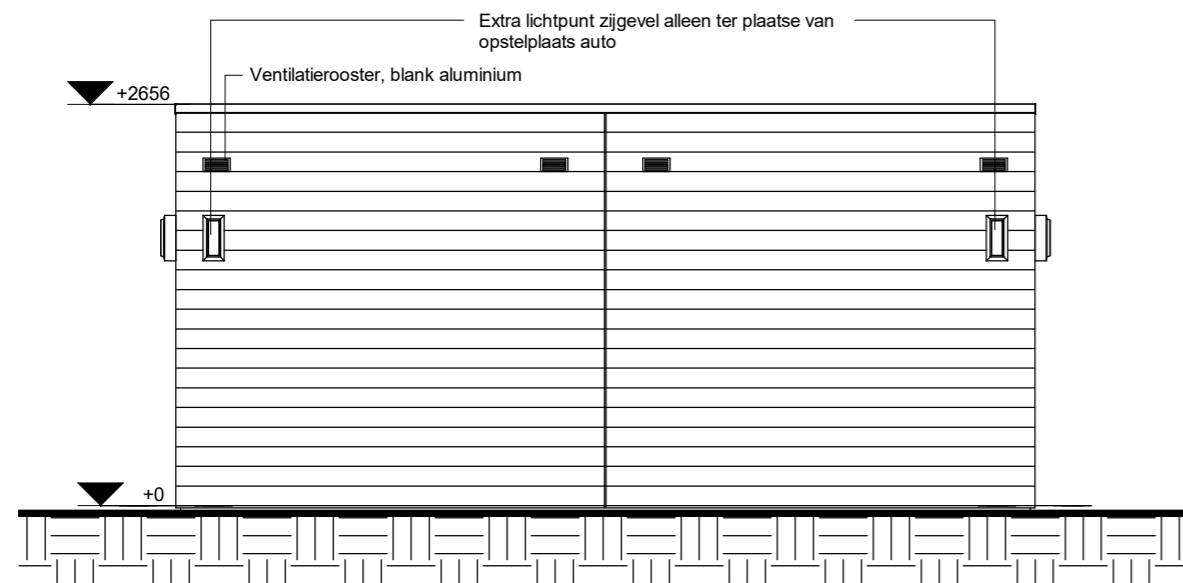 Extra lichtpunt zijgevel alleen ter plaatse van
opstelplaats auto
Ventilatierooster, blank aluminium
+2656
+0